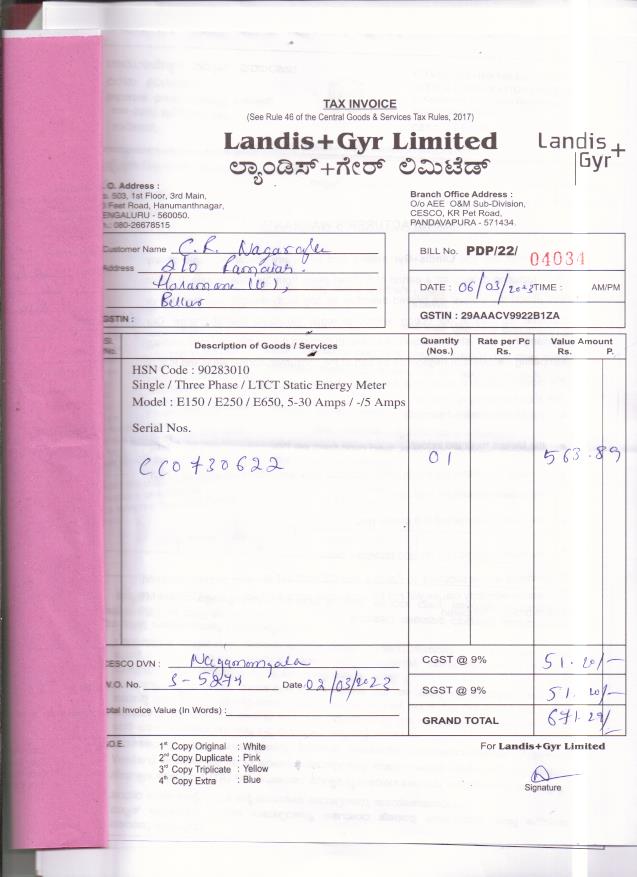 TAX INVOICE
(See Rule 46 of the Central Goods & Services Tax Rules, 2017)
Landis+Gyr Limited
ಲ್ಯಾಂಡಿಸ್+ಗೇರ್ ಲಿಮಿಟೆಡ್
Landis+
Gyr
.O. Address :
503, 1st Floor, 3rd Main,
Feet Road, Hanumanthnagar,
ENGALURU - 560050.
080-26678515
Branch Office Address :
O/o AEE O&M Sub-Division,
CESCO, KR Pet Road,
PANDAVAPURA - 571434.
Customer Name C. R. Nagaraju
Address
Bellur
GSTIN :
BILL No. PDP/22/ 04034
DATE : 06/03/2023 TIME : AM/PM
GSTIN : 29AAACV9922B1ZA
Sl. No. Description of Goods / Services Quantity (Nos.) Rate per Pc Rs. Value Amount Rs. P.
HSN Code : 90283010
Single / Three Phase / LTCT Static Energy Meter
Model : E150 / E250 / E650, 5-30 Amps / -/5 Amps
Serial Nos.
CC0730622 01 563.89
CESCO DVN : Nagamangala
W.O. No. S-5274 Date 02/03/2023
otal Invoice Value (In Words) :
CGST @ 9% 51.20/-
SGST @ 9% 51.20/-
GRAND TOTAL 671.29/-
.O.E.
1st Copy Original : White
2nd Copy Duplicate : Pink
3rd Copy Triplicate : Yellow
4th Copy Extra : Blue
For Landis+Gyr Limited
Signature